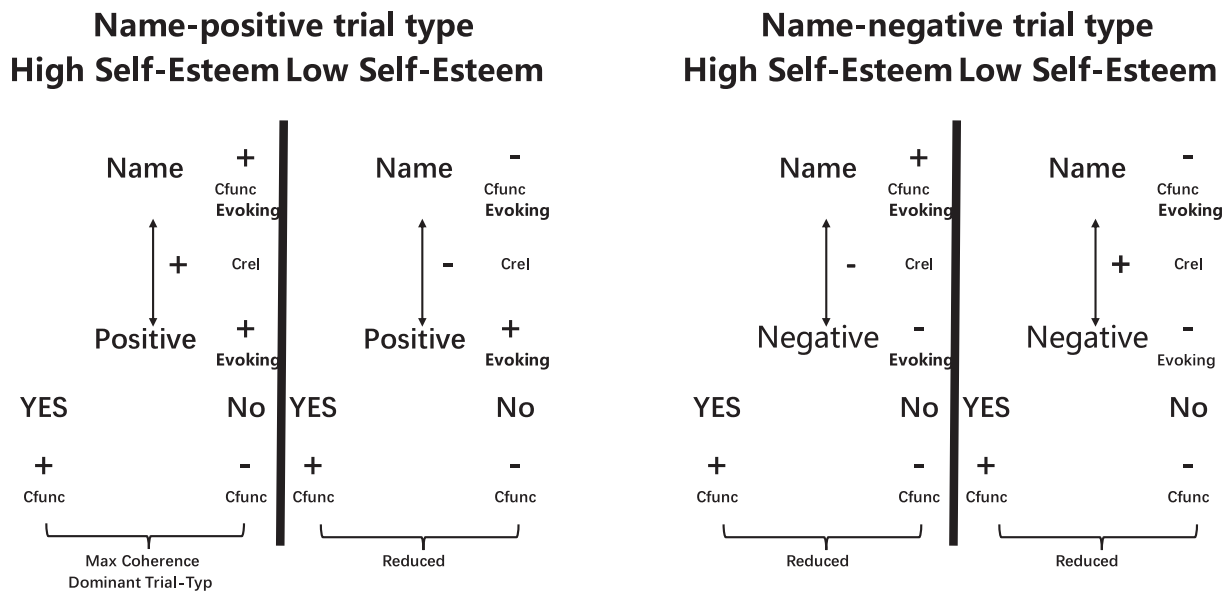 Name-positive trial type
High Self-Esteem Low Self-Esteem
Name + Cfunc Evoking
+ Crel
Positive + Evoking
Name - Cfunc Evoking
- Crel
Positive + Evoking
YES No YES No
+ - + -
Cfunc Cfunc Cfunc Cfunc
Max Coherence
Dominant Trial-Typ
Reduced
Name-negative trial type
High Self-Esteem Low Self-Esteem
Name + Cfunc Evoking
- Crel
Negative - Evoking
Name - Cfunc Evoking
+ Crel
Negative - Evoking
YES No YES No
+ - + -
Cfunc Cfunc Cfunc Cfunc
Reduced
Reduced